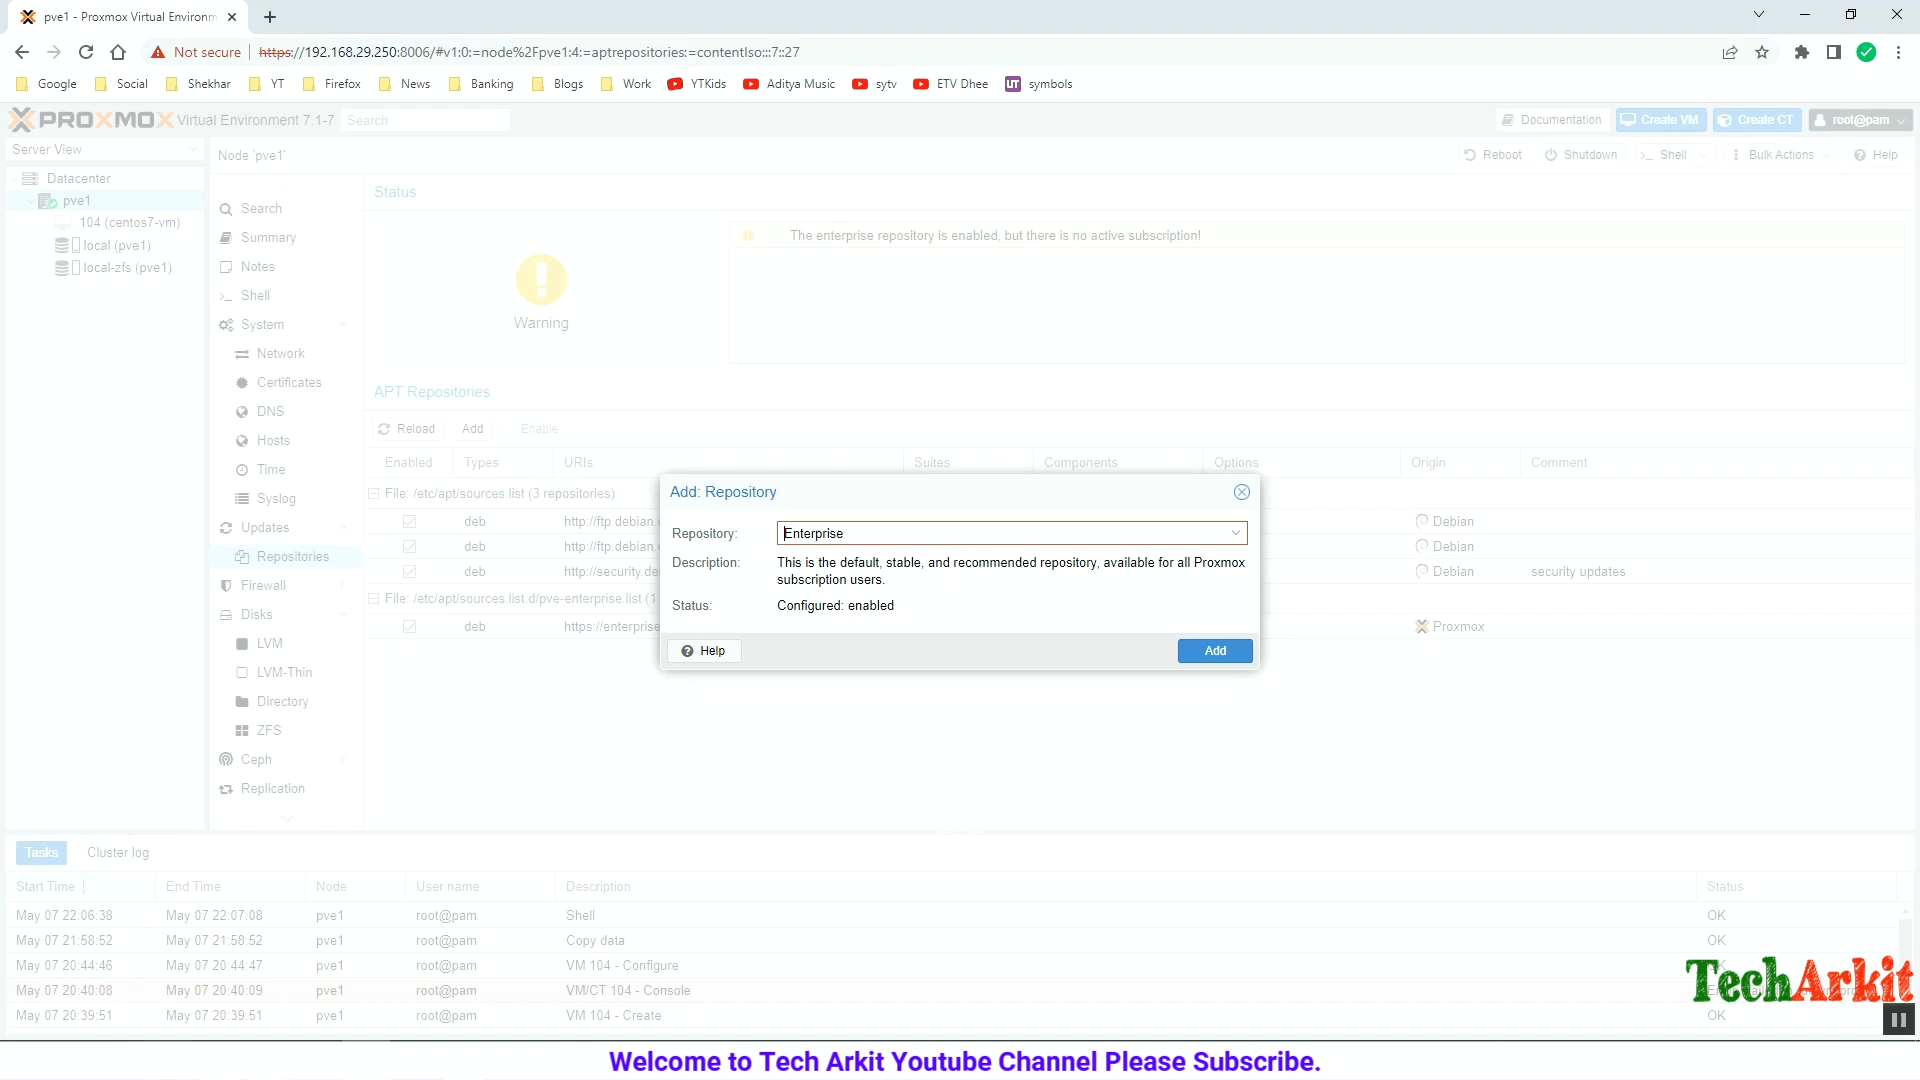 pve1 - Proxmox Virtual Environm
Not secure https://192.168.29.250:8006/#v1:0:=node%2Fpve1:4:=aptrepositories:=contentIso:::7::27
Google Social Shekhar YT Firefox News Banking Blogs Work YTKids Aditya Music sytv ETV Dhee symbols
PROXMOX Virtual Environment 7.1-7 Search Documentation Create VM Create CT root@pam
Server View
Node 'pve1' Reboot Shutdown Shell Bulk Actions Help
Datacenter
pve1
104 (centos7-vm)
local (pve1)
local-zfs (pve1)
Search
Summary
Notes
Shell
System
Network
Certificates
DNS
Hosts
Time
Syslog
Updates
Repositories
Firewall
Disks
LVM
LVM-Thin
Directory
ZFS
Ceph
Replication
Status
The enterprise repository is enabled, but there is no active subscription!
Warning
APT Repositories
Reload Add Enable
Enabled Types URIs Suites Components Options Origin Comment
File: /etc/apt/sources.list (3 repositories)
deb http://ftp.debian. Debian
deb http://ftp.debian. Debian
deb http://security.de Debian security updates
File: /etc/apt/sources.list.d/pve-enterprise.list (1
deb https://enterprise Proxmox
Add: Repository
Repository: Enterprise
Description: This is the default, stable, and recommended repository, available for all Proxmox
subscription users.
Status: Configured: enabled
Help Add
Tasks Cluster log
Start Time End Time Node User name Description Status
May 07 22:06:38 May 07 22:07:08 pve1 root@pam Shell OK
May 07 21:58:52 May 07 21:58:52 pve1 root@pam Copy data OK
May 07 20:44:46 May 07 20:44:47 pve1 root@pam VM 104 - Configure
May 07 20:40:08 May 07 20:40:09 pve1 root@pam VM/CT 104 - Console
May 07 20:39:51 May 07 20:39:51 pve1 root@pam VM 104 - Create OK
TechArkit
Welcome to Tech Arkit Youtube Channel Please Subscribe.